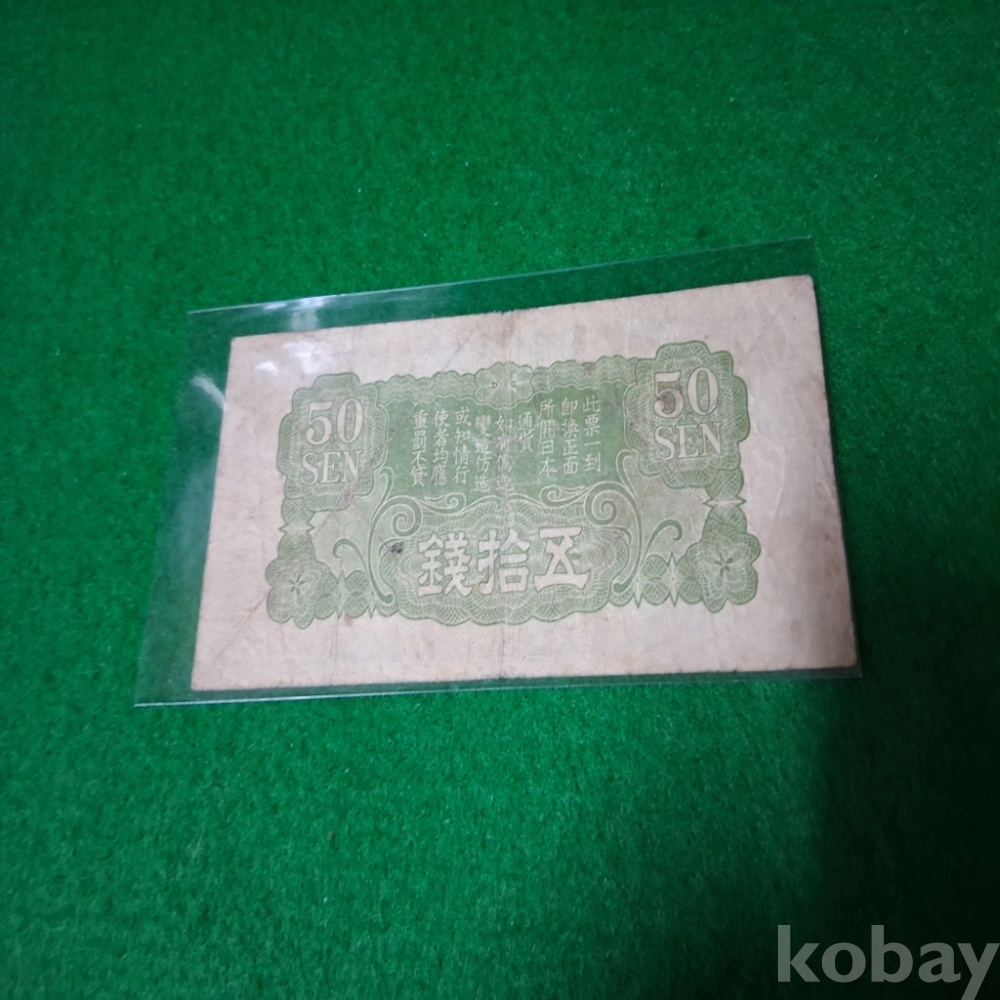 50
SEN
50
SEN
此票一到
即換正面
所開日本
通貨
如有偽造
變造仿造
或知情行
使者均應
重罰不貸
錢拾五
kobay